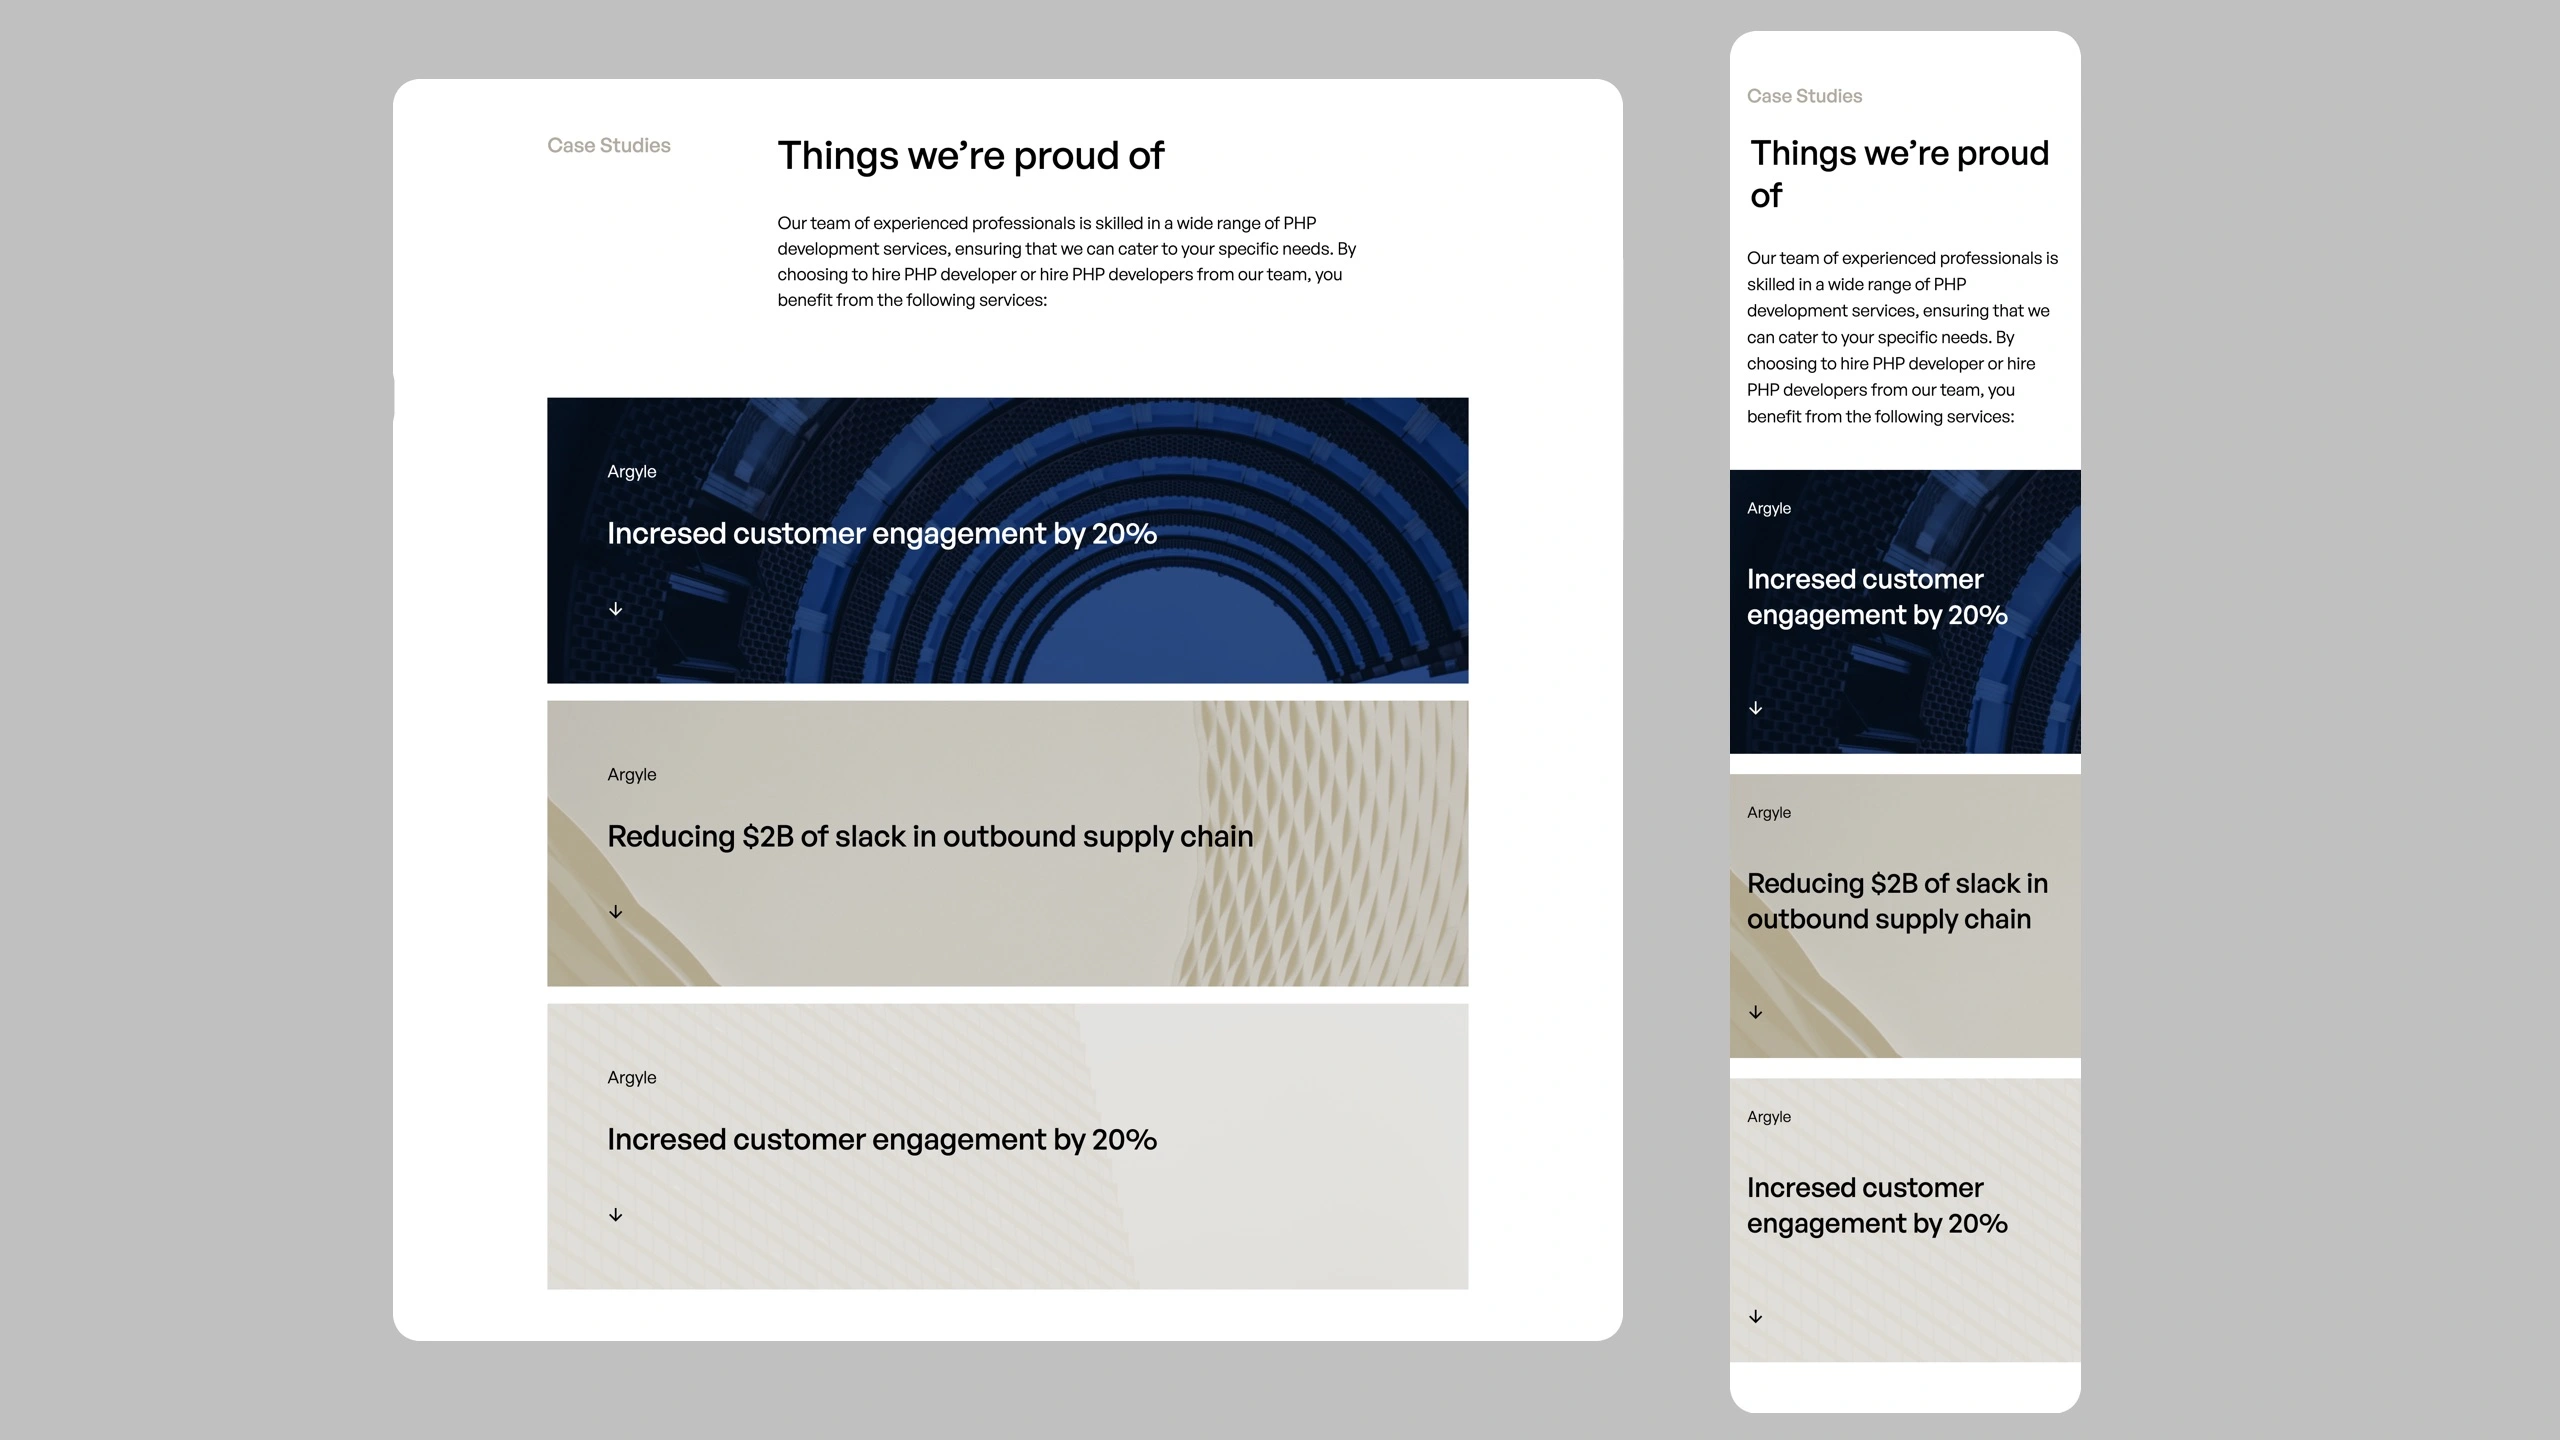 Case Studies
Things we’re proud of
Our team of experienced professionals is skilled in a wide range of PHP
development services, ensuring that we can cater to your specific needs. By
choosing to hire PHP developer or hire PHP developers from our team, you
benefit from the following services:
Argyle
Incresed customer engagement by 20%
Argyle
Reducing $2B of slack in outbound supply chain
Argyle
Incresed customer engagement by 20%
Case Studies
Things we’re proud
of
Our team of experienced professionals is
skilled in a wide range of PHP
development services, ensuring that we
can cater to your specific needs. By
choosing to hire PHP developer or hire
PHP developers from our team, you
benefit from the following services:
Argyle
Incresed customer
engagement by 20%
Argyle
Reducing $2B of slack in
outbound supply chain
Argyle
Incresed customer
engagement by 20%